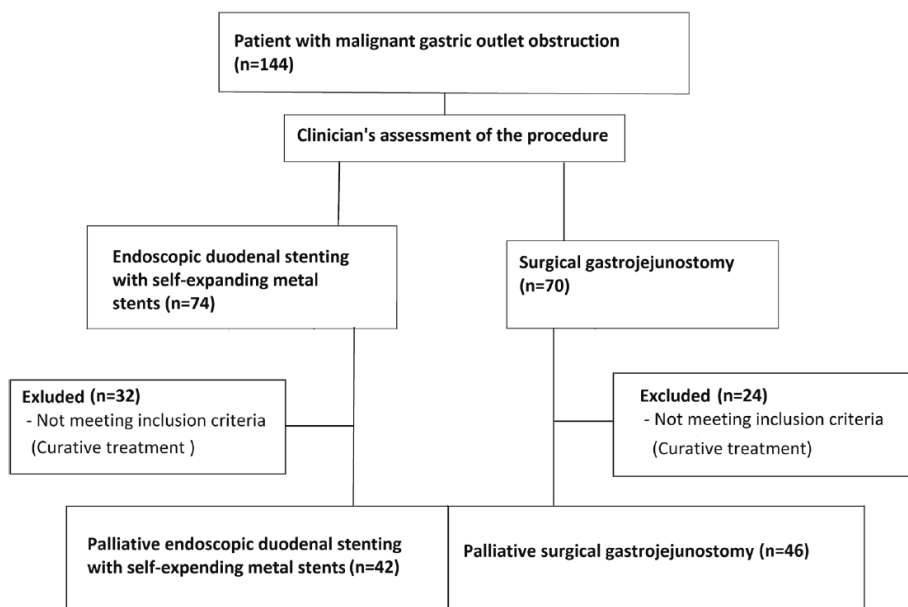 Patient with malignant gastric outlet obstruction
(n=144)
Clinician's assessment of the procedure
Endoscopic duodenal stenting
with self-expanding metal
stents (n=74)
Surgical gastrojejunostomy
(n=70)
Exluded (n=32)
- Not meeting inclusion criteria
(Curative treatment )
Excluded (n=24)
- Not meeting inclusion criteria
(Curative treatment)
Palliative endoscopic duodenal stenting
with self-expending metal stents (n=42)
Palliative surgical gastrojejunostomy (n=46)